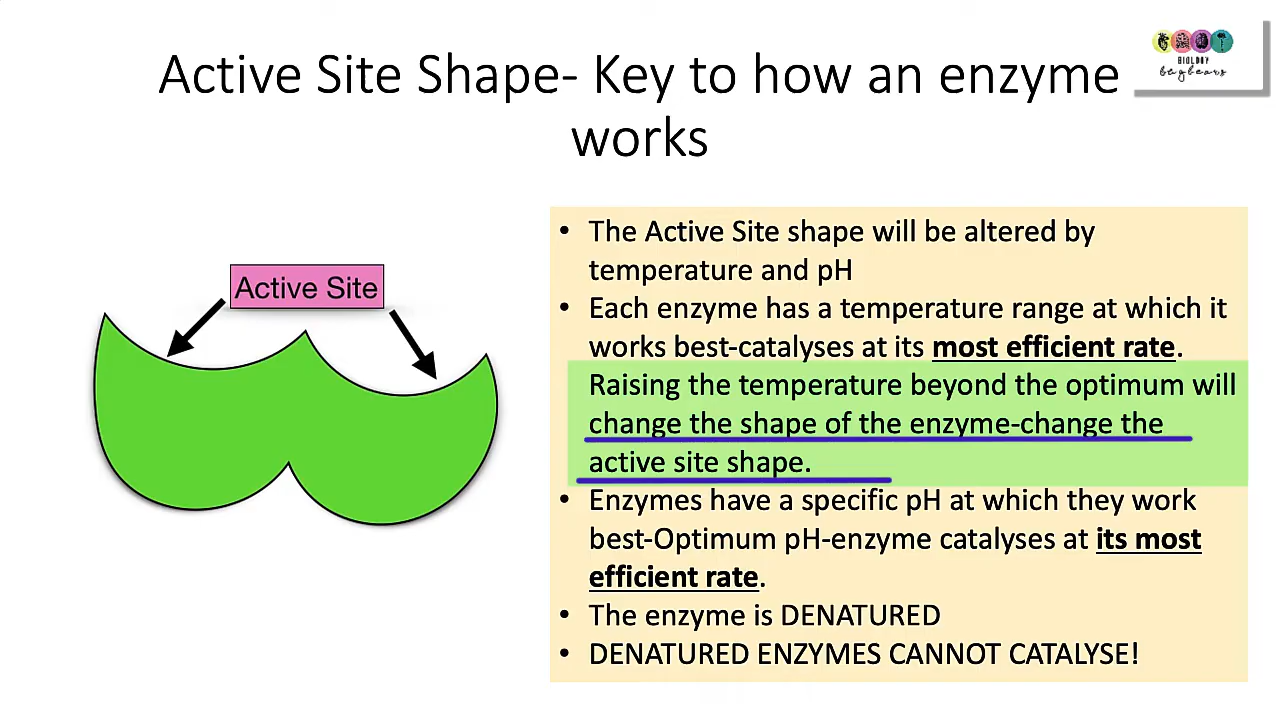 Active Site Shape- Key to how an enzyme
works
BIOLOGY
bugbears
Active Site
• The Active Site shape will be altered by
temperature and pH
• Each enzyme has a temperature range at which it
works best-catalyses at its most efficient rate.
Raising the temperature beyond the optimum will
change the shape of the enzyme-change the
active site shape.
• Enzymes have a specific pH at which they work
best-Optimum pH-enzyme catalyses at its most
efficient rate.
• The enzyme is DENATURED
• DENATURED ENZYMES CANNOT CATALYSE!